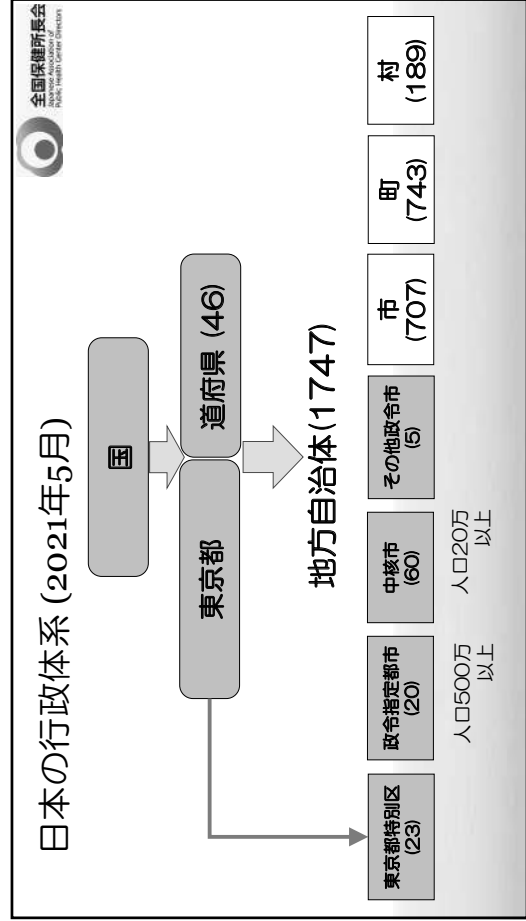 日本の行政体系 (2021年5月)
全国保健所長会
Japanese Association of
Public Health Center Directors
国
東京都
道府県 (46)
地方自治体(1747)
東京都特別区
(23)
政令指定都市
(20)
中核市
(60)
その他政令市
(5)
市
(707)
町
(743)
村
(189)
人口500万
以上
人口20万
以上